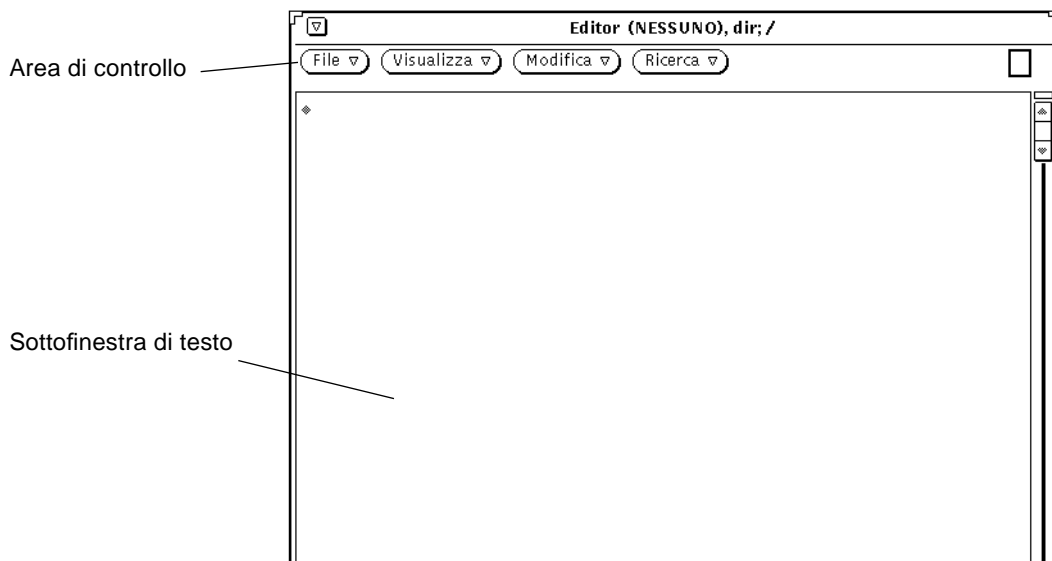 Editor (NESSUNO), dir; /
File Visualizza Modifica Ricerca
Area di controllo
Sottofinestra di testo